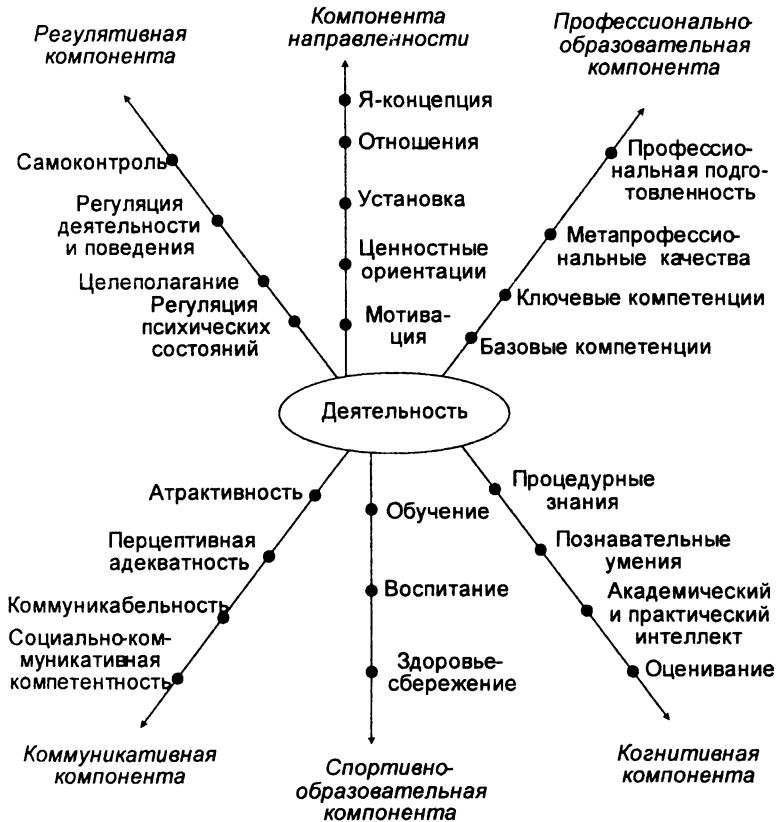 Регулятивная
компонента
Компонента
направленности
Профессионально-
образовательная
компонента
Самоконтроль
Регуляция
деятельности
и поведения
Целеполагание
Регуляция
психических
состояний
Я-концепция
Отношения
Установка
Ценностные
ориентации
Мотива-
ция
Профессио-
нальная подго-
товленность
Метапрофессио-
нальные качества
Ключевые компетенции
Базовые компетенции
Деятельность
Атрактивность
Перцептивная
адекватность
Коммуникабельность
Социально-ком-
муникативная
компетентность
Коммуникативная
компонента
Обучение
Воспитание
Здоровье-
сбережение
Спортивно-
образовательная
компонента
Процедурные
знания
Познавательные
умения
Академический
и практический
интеллект
Оценивание
Когнитивная
компонента